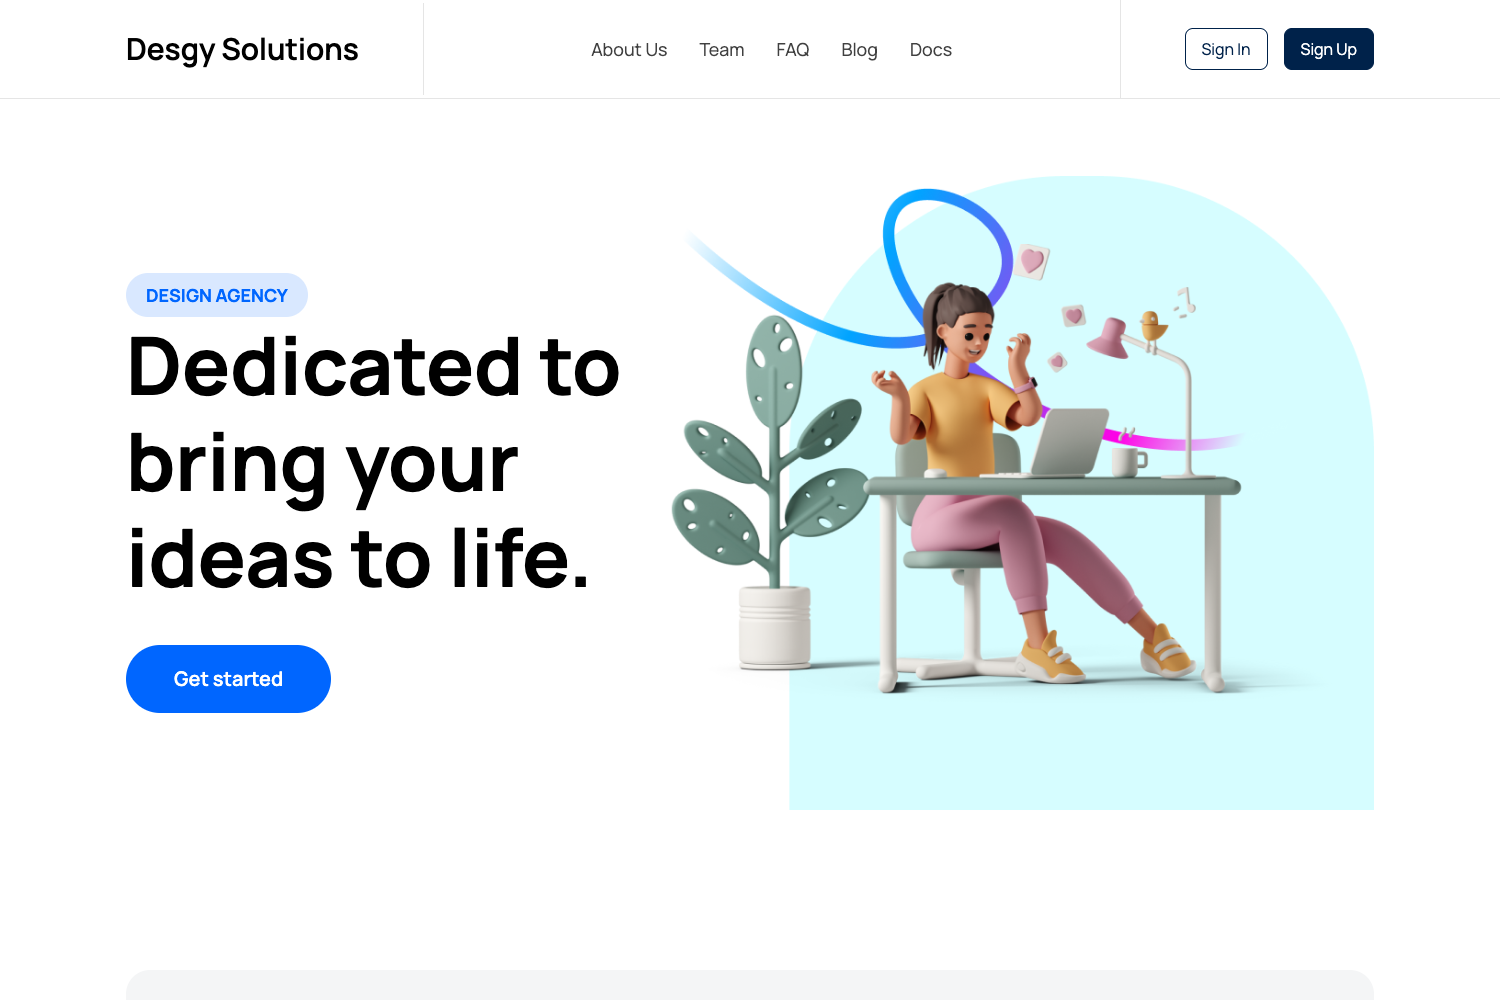 Desgy Solutions
About Us Team FAQ Blog Docs
Sign In Sign Up
DESIGN AGENCY
Dedicated to
bring your
ideas to life.
Get started